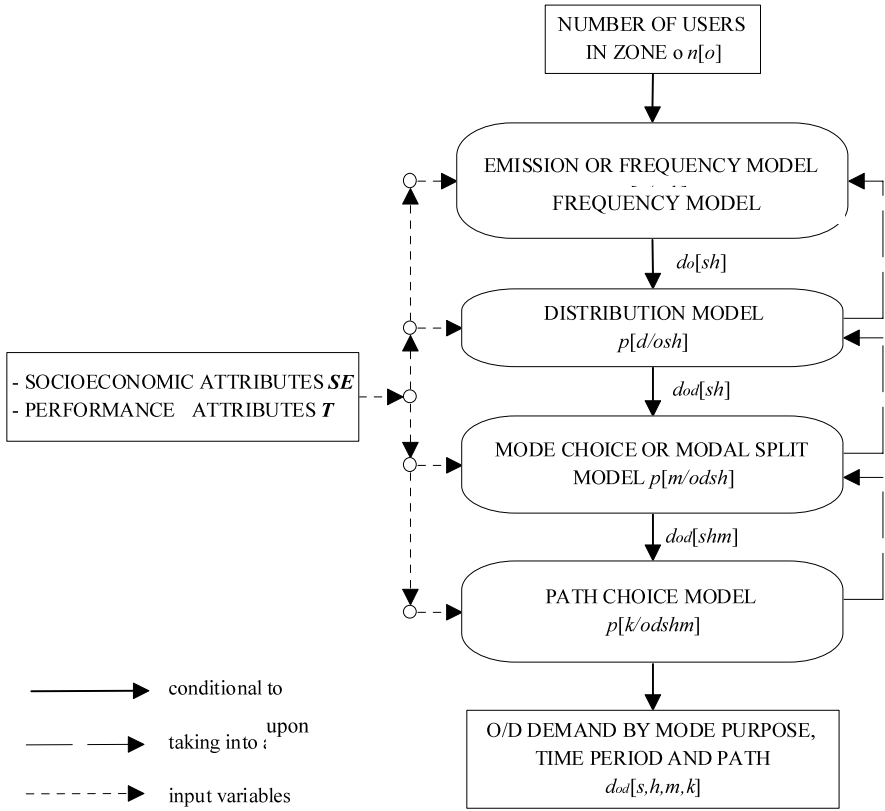 NUMBER OF USERS
IN ZONE o n[o]
EMISSION OR FREQUENCY MODEL
FREQUENCY MODEL
do[sh]
DISTRIBUTION MODEL
p[d/osh]
- SOCIOECONOMIC ATTRIBUTES SE
- PERFORMANCE ATTRIBUTES T
dod[sh]
MODE CHOICE OR MODAL SPLIT
MODEL p[m/odsh]
dod[shm]
PATH CHOICE MODEL
p[k/odshm]
conditional to
upon
taking into
input variables
O/D DEMAND BY MODE PURPOSE,
TIME PERIOD AND PATH
dod[s,h,m,k]